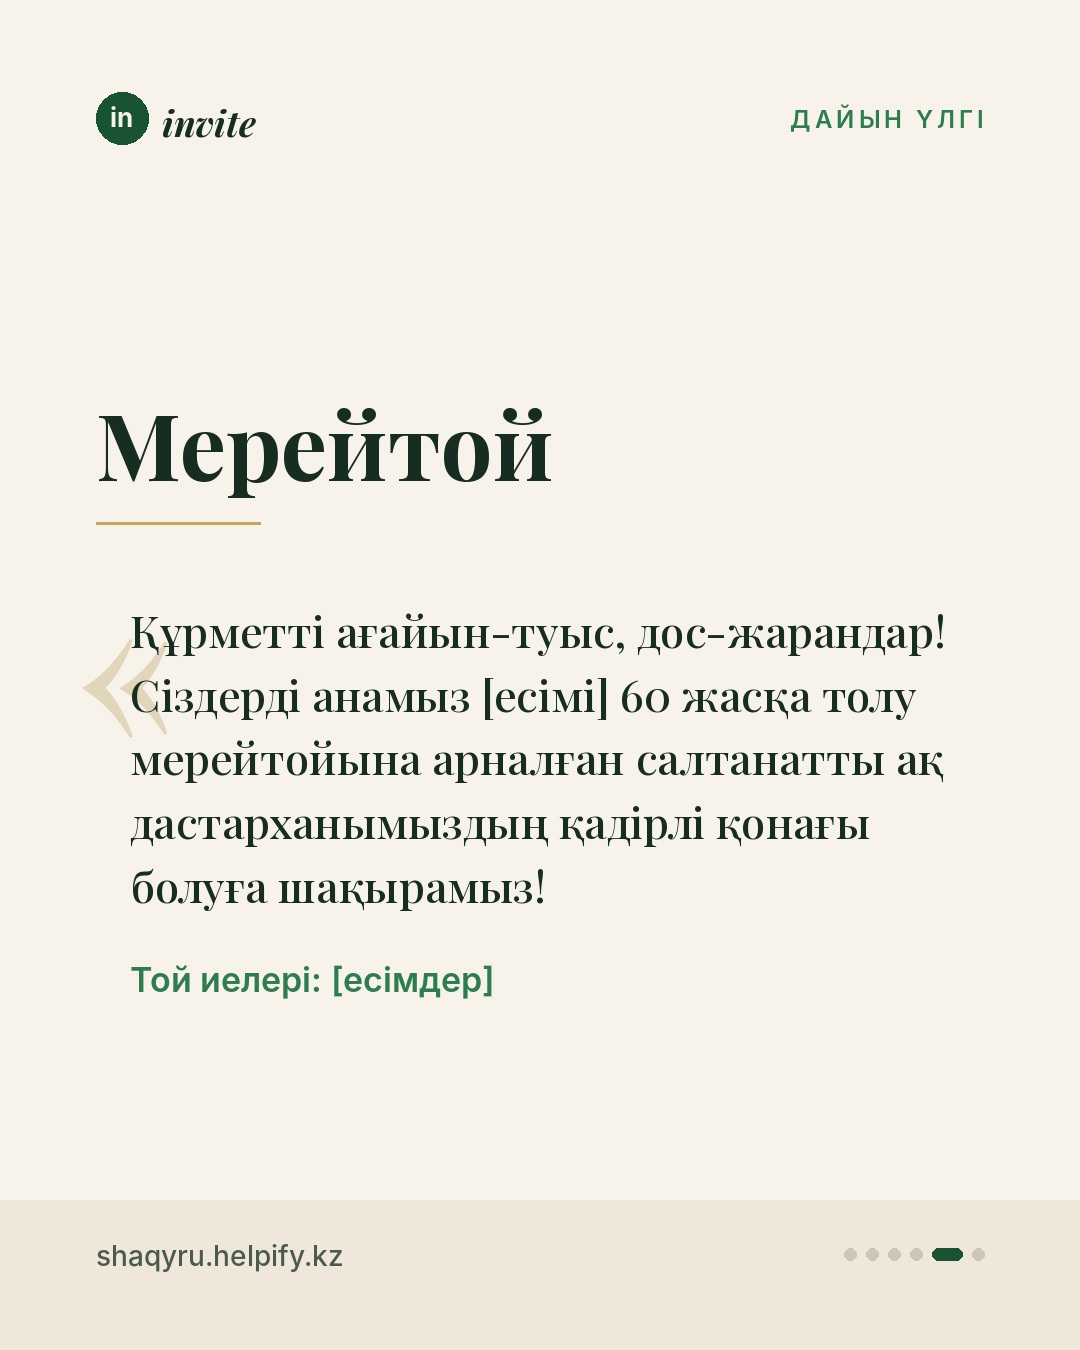 in invite
ДАЙЫН ҮЛГІ
Мерейтой
«
Құрметті ағайын-туыс, дос-жарандар!
Сіздерді анамыз [есімі] 60 жасқа толу
мерейтойына арналған салтанатты ақ
дастарханымыздың қадірлі қонағы
болуға шақырамыз!
Той иелері: [есімдер]
shaqyru.helpify.kz